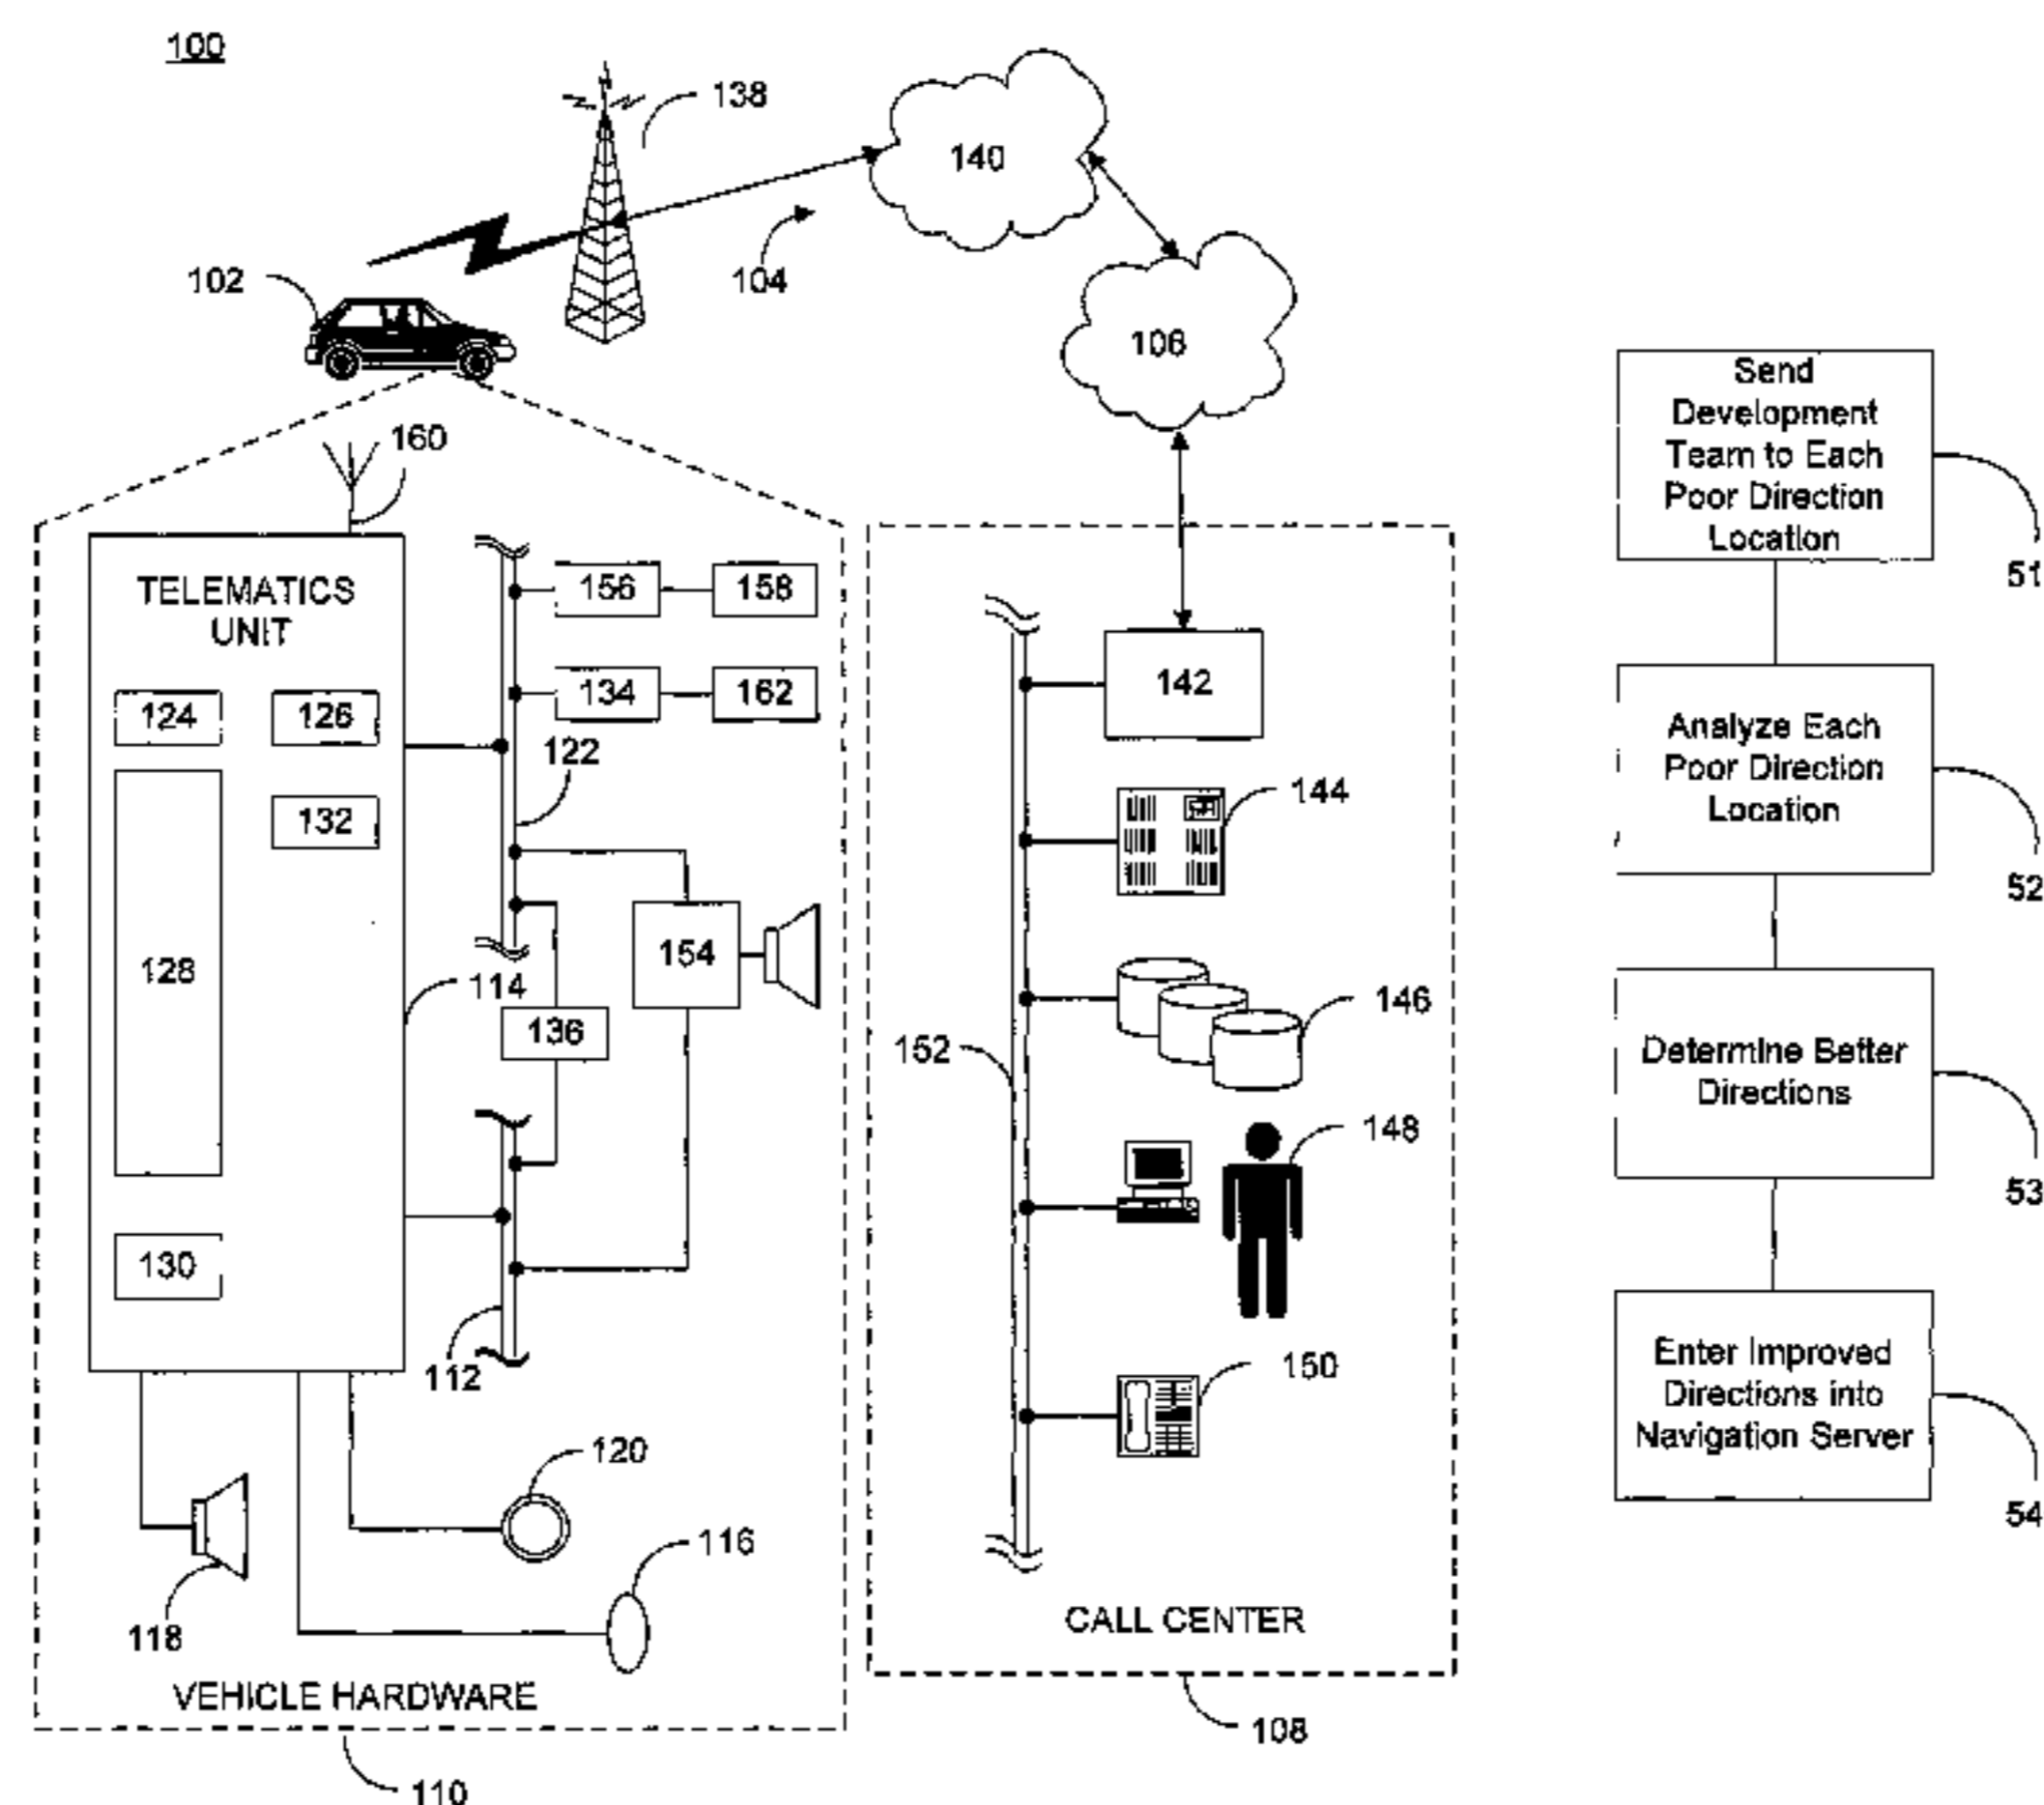 100
138
140
104
102
106
160
TELEMATICS
UNIT
156
158
134
162
124
126
122
132
128
114
154
136
130
112
120
116
118
VEHICLE HARDWARE
110
142
144
146
152
148
150
CALL CENTER
108
Send
Development
Team to Each
Poor Direction
Location
51
Analyze Each
Poor Direction
Location
52
Determine Better
Directions
53
Enter Improved
Directions into
Navigation Server
54